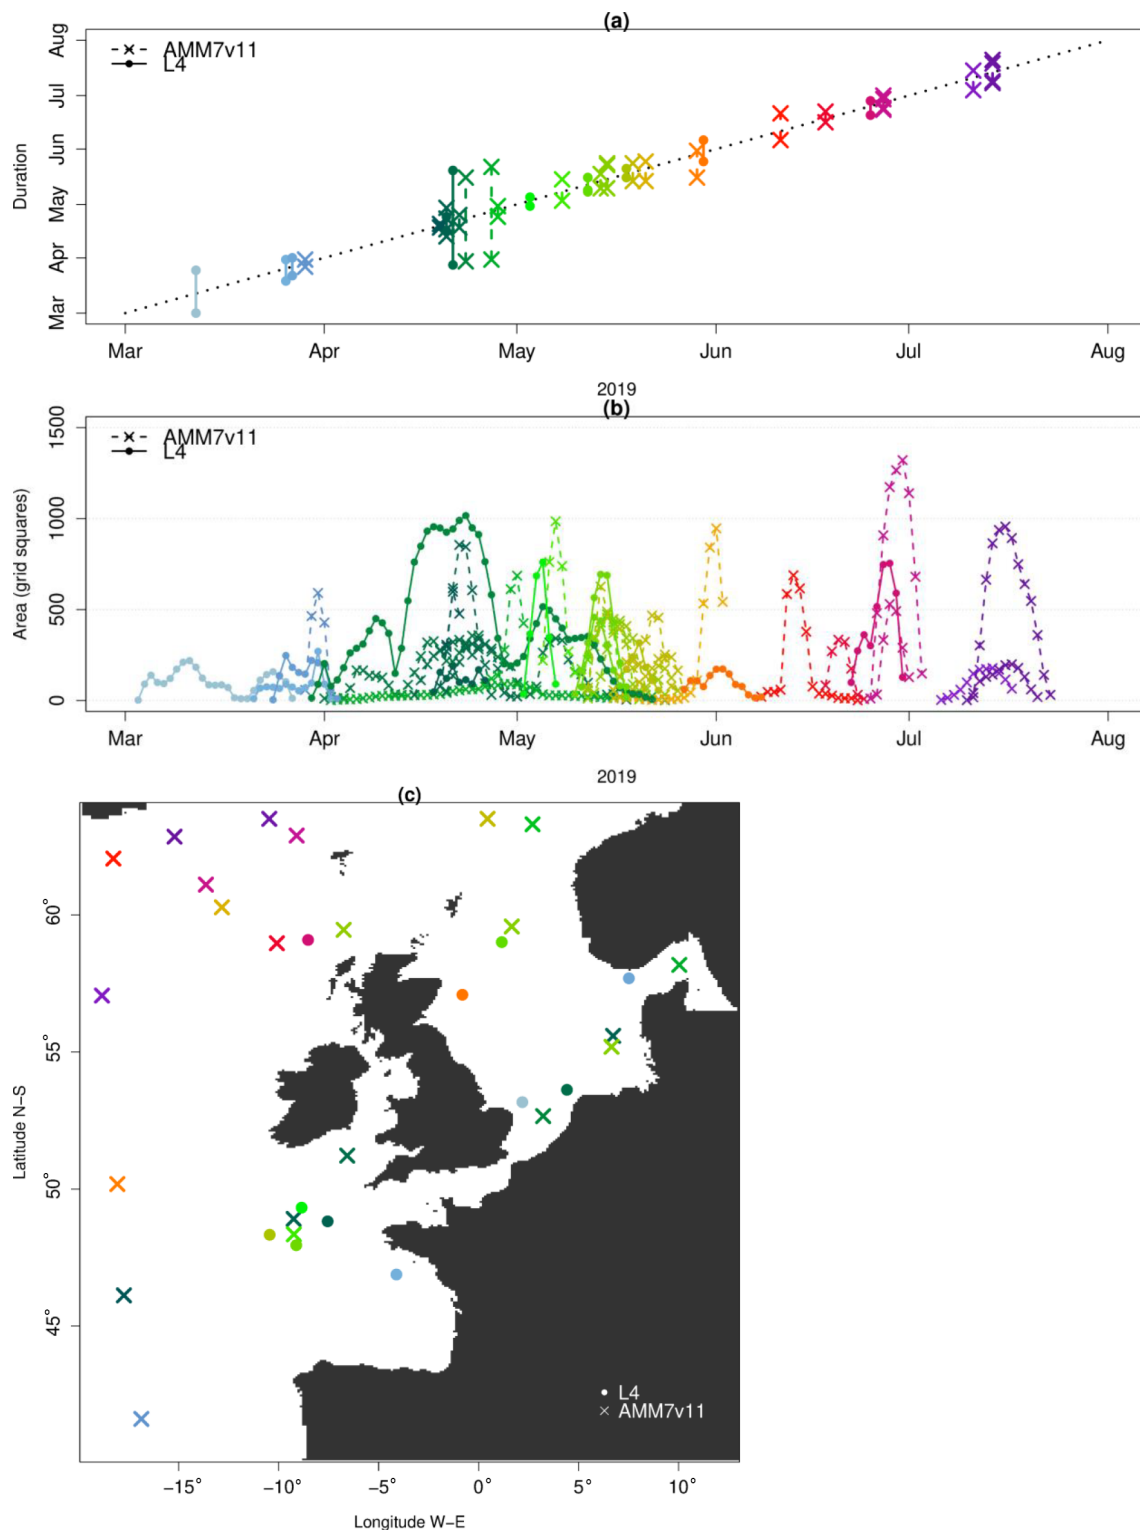 (a)
AMM7v11
L4
Duration
Aug
Jul
Jun
May
Apr
Mar
Mar Apr May Jun Jul Aug
2019
(b)
AMM7v11
L4
Area (grid squares)
1500
1000
500
0
Mar Apr May Jun Jul Aug
2019
(c)
Latitude N−S
60°
55°
50°
45°
L4
AMM7v11
−15° −10° −5° 0° 5° 10°
Longitude W−E